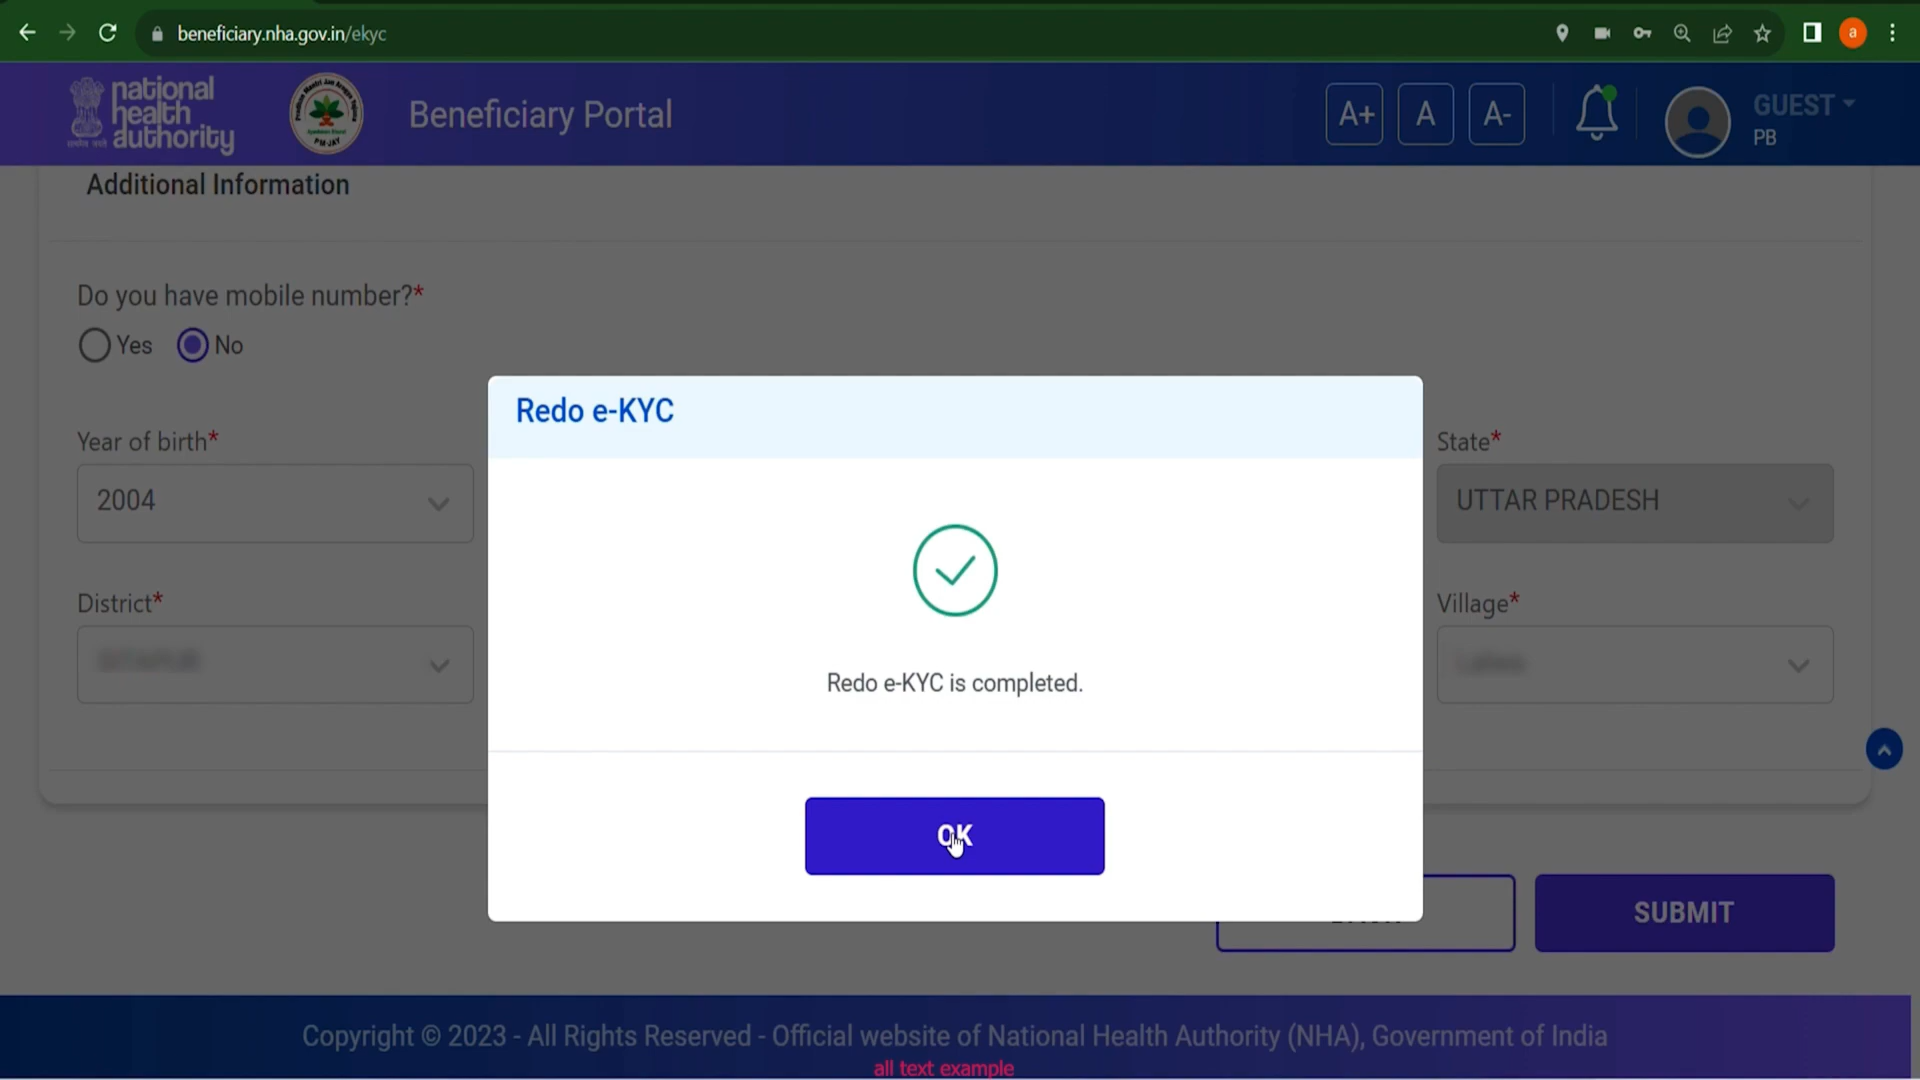 beneficiary.nha.gov.in/ekyc
a
national
health
authority
Beneficiary Portal
A+ A A-
GUEST
PB
Additional Information
Do you have mobile number?*
Yes No
Redo e-KYC
Year of birth* State*
2004 UTTAR PRADESH
District* Village*
Redo e-KYC is completed.
OK
SUBMIT
Copyright © 2023 - All Rights Reserved - Official website of National Health Authority (NHA), Government of India
all text example